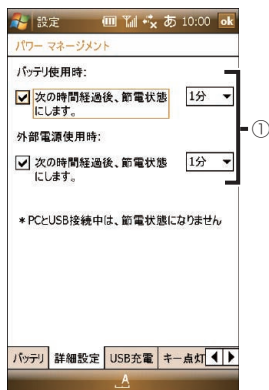 設定 あ 10:00 ok
パワー マネージメント
バッテリ使用時:
次の時間経過後、節電状態にします。 1分
①
外部電源使用時:
次の時間経過後、節電状態にします。 1分
* PCとUSB接続中は、節電状態になりません
バッテリ 詳細設定 USB充電 キー点灯
A